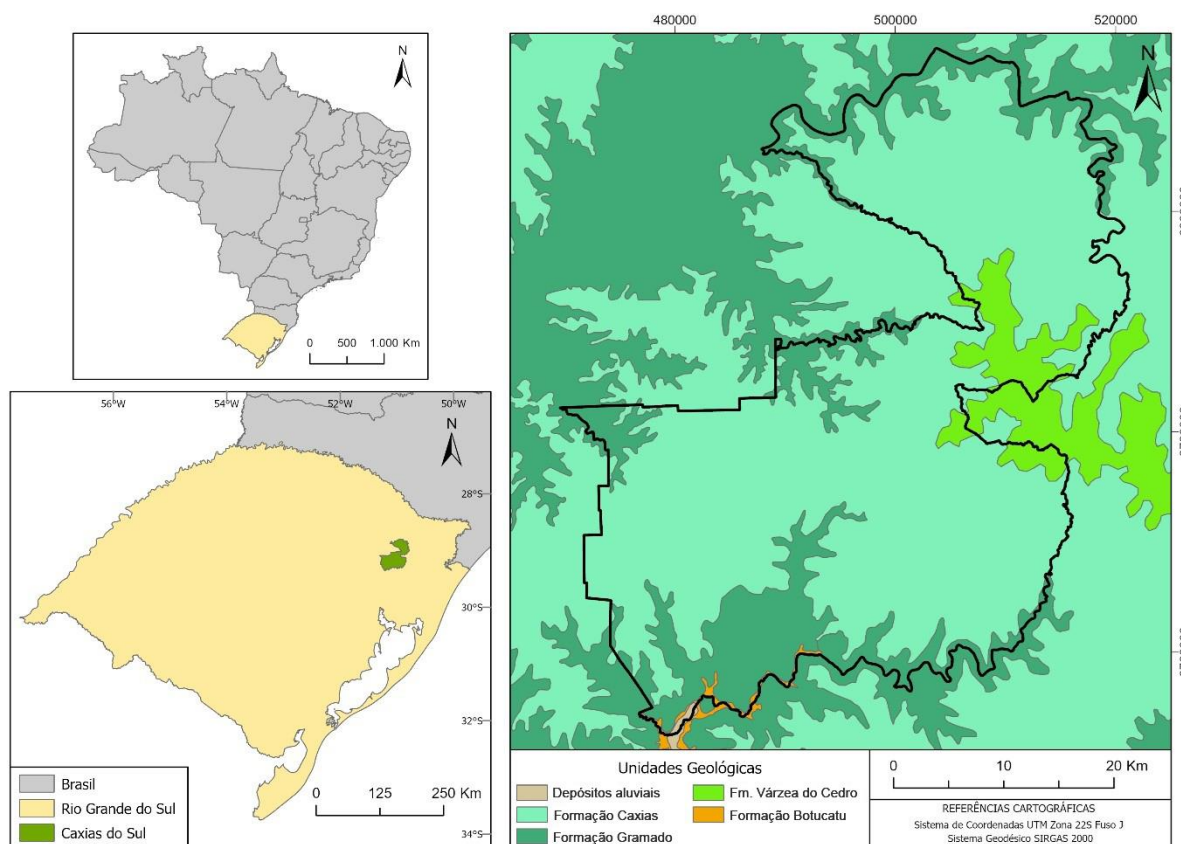 N
0 500 1.000 Km
56°W 54°W 52°W 50°W
N
28°S
30°S
32°S
34°S
Brasil
Rio Grande do Sul
Caxias do Sul
0 125 250 Km
480000 500000 520000
N
Unidades Geológicas
Depósitos aluviais
Formação Caxias
Formação Gramado
Fm. Várzea do Cedro
Formação Botucatu
0 10 20 Km
REFERÊNCIAS CARTOGRÁFICAS
Sistema de Coordenadas UTM Zona 22S Fuso J
Sistema Geodésico SIRGAS 2000